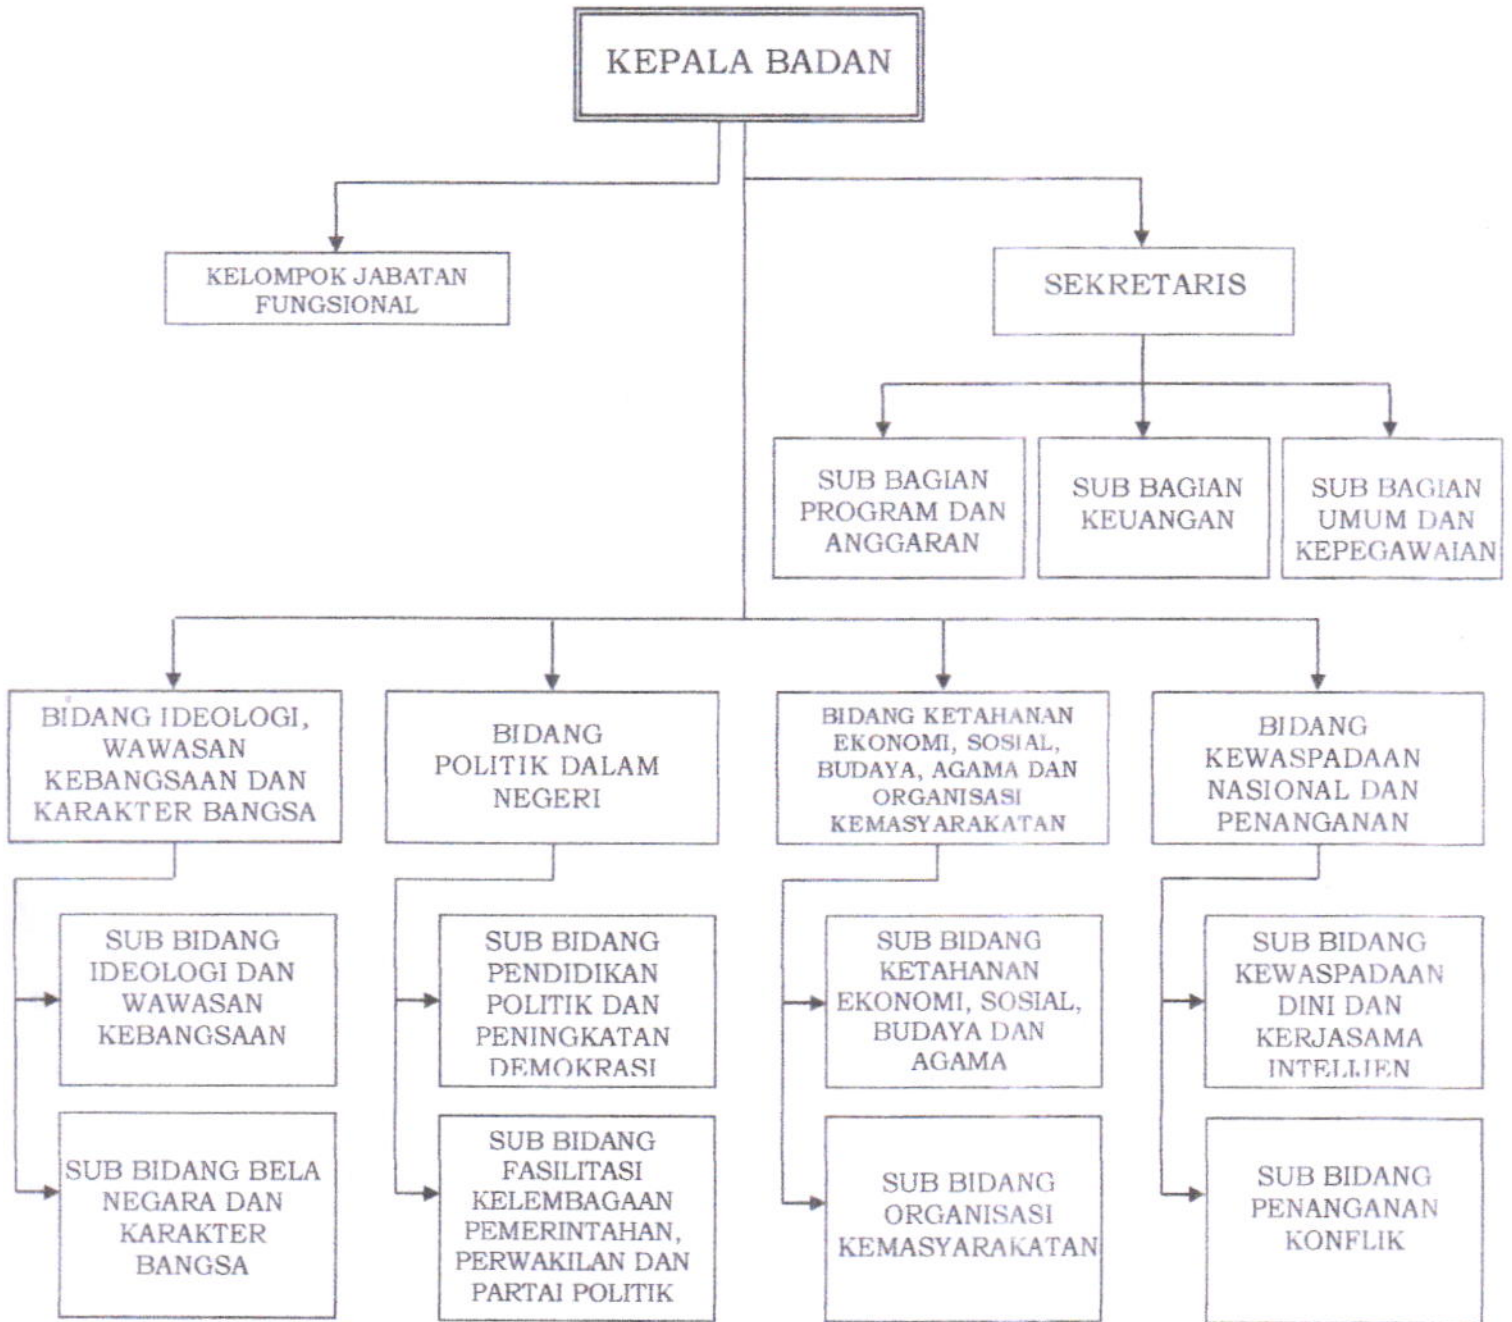 KEPALA BADAN
KELOMPOK JABATAN
FUNGSIONAL
SEKRETARIS
SUB BAGIAN
PROGRAM DAN
ANGGARAN
SUB BAGIAN
KEUANGAN
SUB BAGIAN
UMUM DAN
KEPEGAWAIAN
BIDANG IDEOLOGI,
WAWASAN
KEBANGSAAN DAN
KARAKTER BANGSA
BIDANG
POLITIK DALAM
NEGERI
BIDANG KETAHANAN
EKONOMI, SOSIAL,
BUDAYA, AGAMA DAN
ORGANISASI
KEMASYARAKATAN
BIDANG
KEWASPADAAN
NASIONAL DAN
PENANGANAN
SUB BIDANG
IDEOLOGI DAN
WAWASAN
KEBANGSAAN
SUB BIDANG
PENDIDIKAN
POLITIK DAN
PENINGKATAN
DEMOKRASI
SUB BIDANG
KETAHANAN
EKONOMI, SOSIAL,
BUDAYA DAN
AGAMA
SUB BIDANG
KEWASPADAAN
DINI DAN
KERJASAMA
INTELIJEN
SUB BIDANG BELA
NEGARA DAN
KARAKTER
BANGSA
SUB BIDANG
FASILITASI
KELEMBAGAAN
PEMERINTAHAN,
PERWAKILAN DAN
PARTAI POLITIK
SUB BIDANG
ORGANISASI
KEMASYARAKATAN
SUB BIDANG
PENANGANAN
KONFLIK